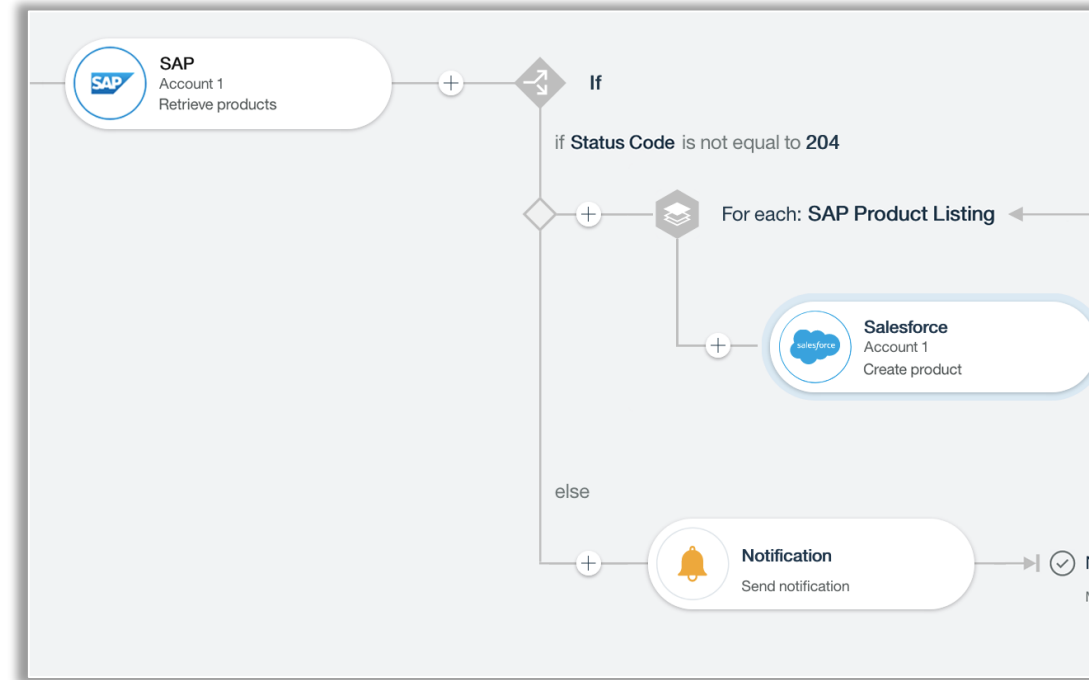 SAP
SAP
Account 1
Retrieve products
If
if Status Code is not equal to 204
For each: SAP Product Listing
salesforce
Salesforce
Account 1
Create product
else
Notification
Send notification